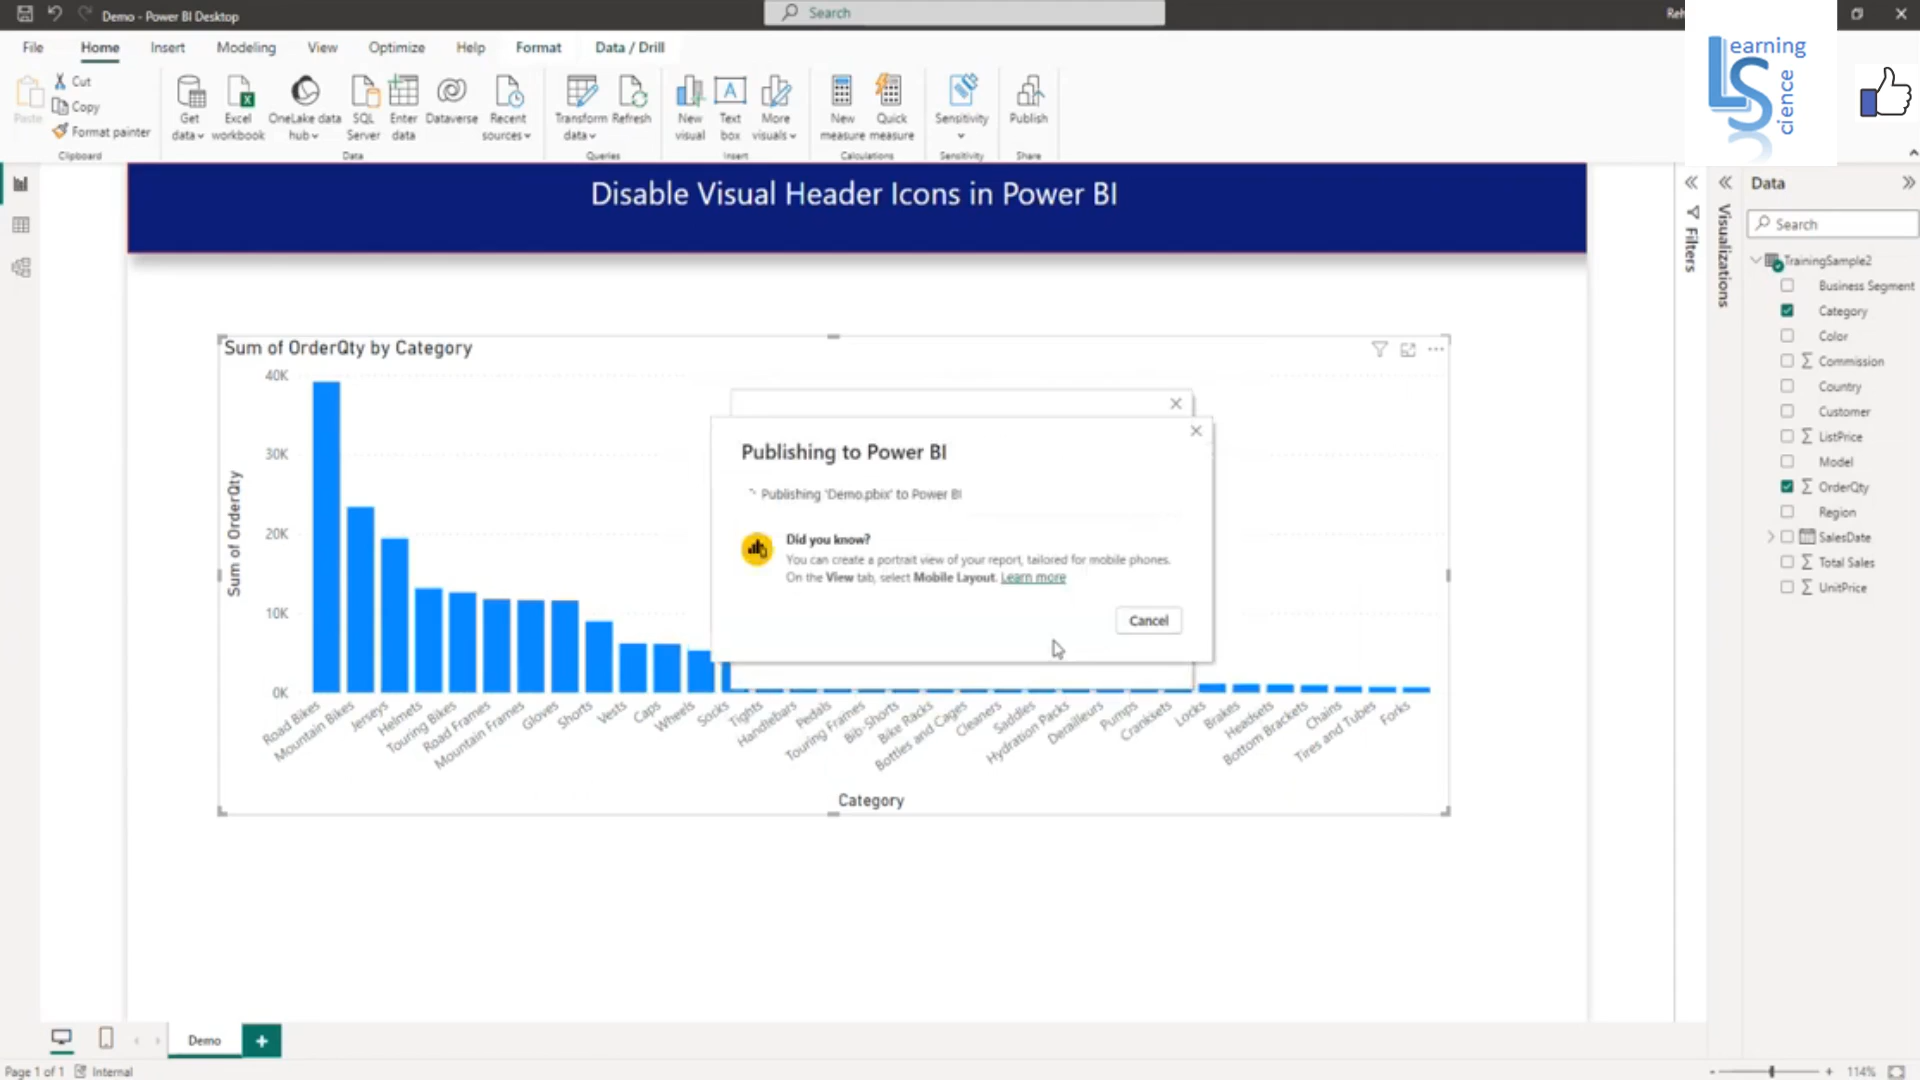 Demo - Power BI Desktop
Search
Reh
File
Home
Insert
Modeling
View
Optimize
Help
Format
Data / Drill
Paste
Cut
Copy
Format painter
Clipboard
Get data
Excel workbook
OneLake data hub
SQL Server
Enter data
Dataverse
Recent sources
Data
Transform data
Refresh
Queries
New visual
Text box
More visuals
Insert
New measure
Quick measure
Calculations
Sensitivity
Sensitivity
Publish
Share
Learning
Science
Disable Visual Header Icons in Power BI
Sum of OrderQty by Category
40K
30K
20K
10K
0K
Sum of OrderQty
Road Bikes
Mountain Bikes
Jerseys
Helmets
Touring Bikes
Road Frames
Mountain Frames
Gloves
Shorts
Vests
Caps
Wheels
Socks
Tights
Handlebars
Pedals
Touring Frames
Bib-Shorts
Bike Racks
Bottles and Cages
Cleaners
Saddles
Hydration Packs
Derailleurs
Pumps
Cranksets
Locks
Brakes
Headsets
Bottom Brackets
Chains
Tires and Tubes
Forks
Category
Publishing to Power BI
Publishing 'Demo.pbix' to Power BI
Did you know?
You can create a portrait view of your report, tailored for mobile phones.
On the View tab, select Mobile Layout. Learn more
Cancel
Filters
Visualizations
Data
Search
TrainingSample2
Business Segment
Category
Color
Commission
Country
Customer
ListPrice
Model
OrderQty
Region
SalesDate
Total Sales
UnitPrice
Demo
Page 1 of 1
Internal
114%